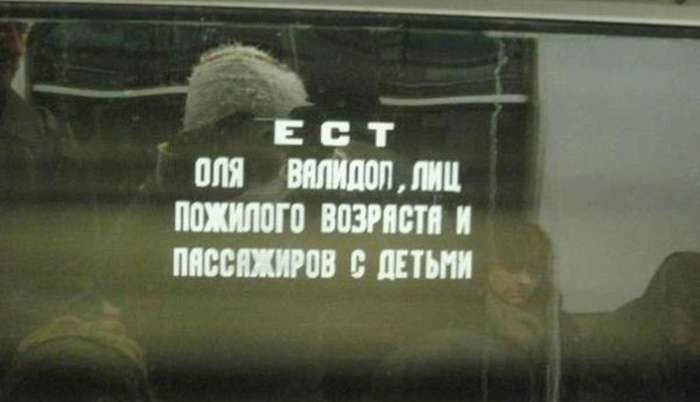 ЕСТ
ОЛЯ ВАЛИДОП, ЛИЦ
ПОЖИЛОГО ВОЗРАСТА И
ПАССАЖИРОВ С ДЕТЬМИ